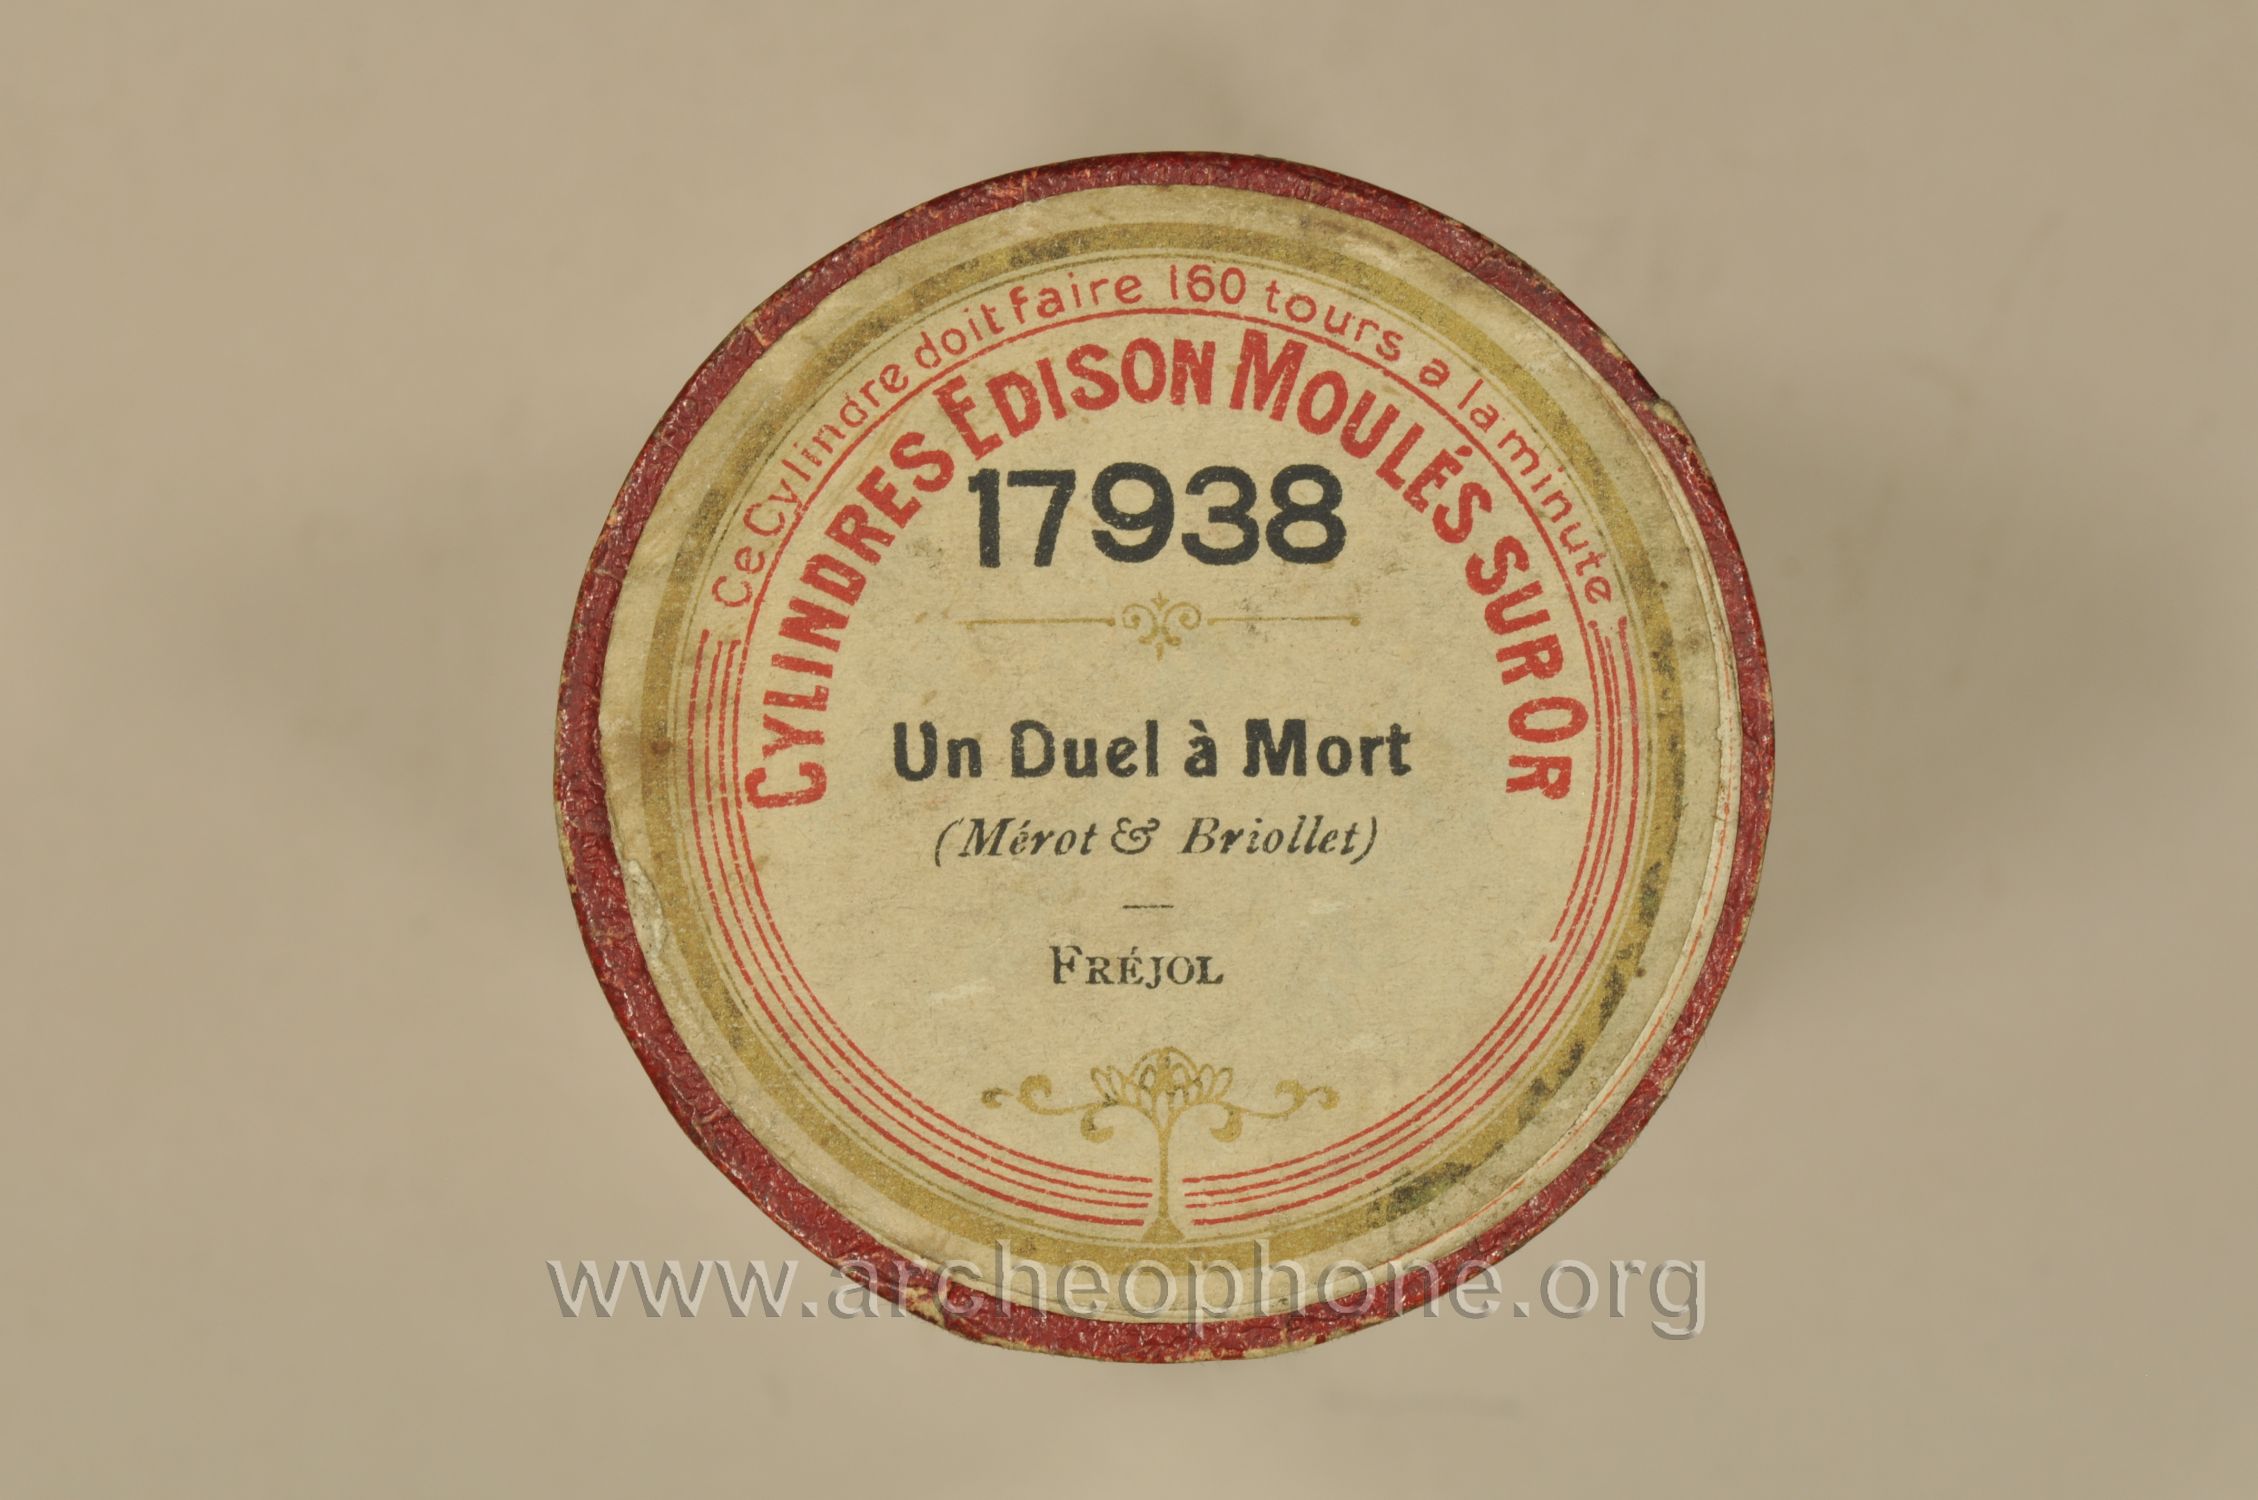 Ce Cylindre doit faire 160 tours a la minute
CYLINDRES EDISON MOULÉS SUR OR
17938
Un Duel à Mort
(Mérot & Briollet)
FRÉJOL
www.archeophone.org